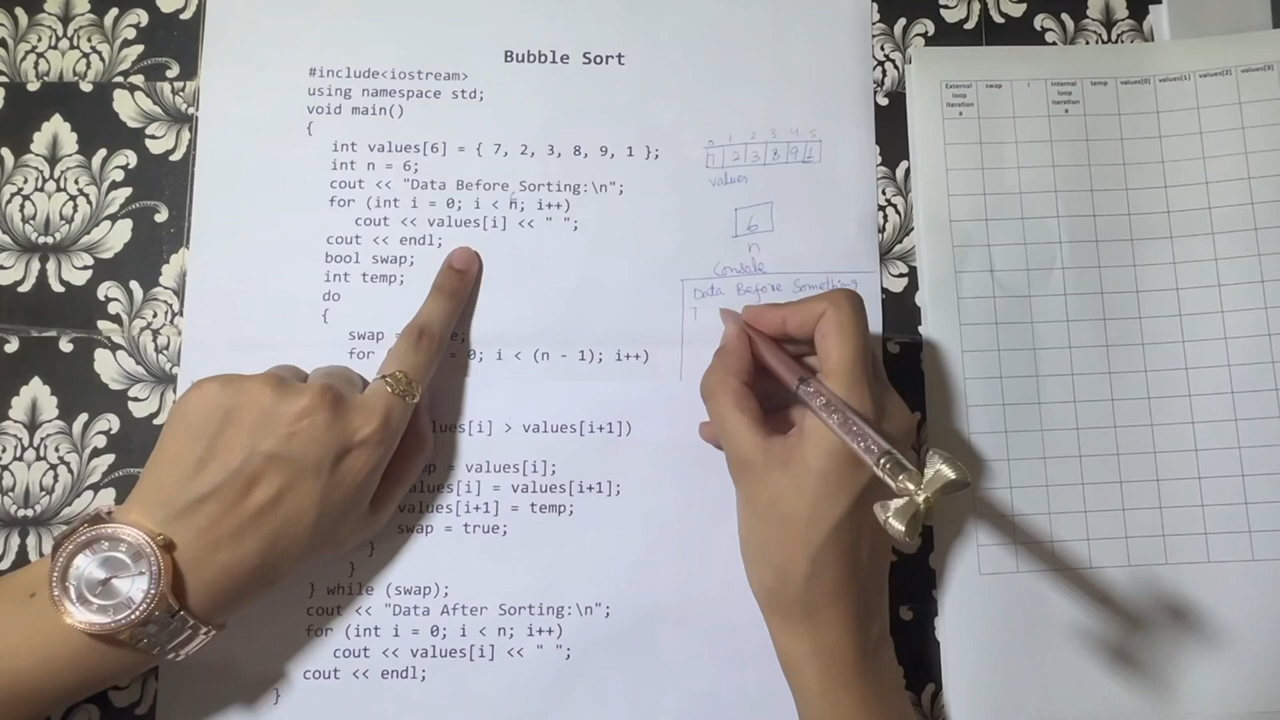 Bubble Sort
#include<iostream>
using namespace std;
void main()
{
int values[6] = { 7, 2, 3, 8, 9, 1 };
int n = 6;
cout << "Data Before Sorting:\n";
for (int i = 0; i < n; i++)
cout << values[i] << " ";
cout << endl;
bool swap;
int temp;
do
{
swap = e;
for = 0; i < (n - 1); i++)
lues[i] > values[i+1])
mp = values[i];
alues[i] = values[i+1];
values[i+1] = temp;
swap = true;
}
}
} while (swap);
cout << "Data After Sorting:\n";
for (int i = 0; i < n; i++)
cout << values[i] << " ";
cout << endl;
}
0 1 2 3 4 5
7 2 3 8 9 1
values
6
n
Console
Data Before Something
7
External loop iteration # swap i Internal loop iteration # temp values[0] values[1] values[2] values[3]